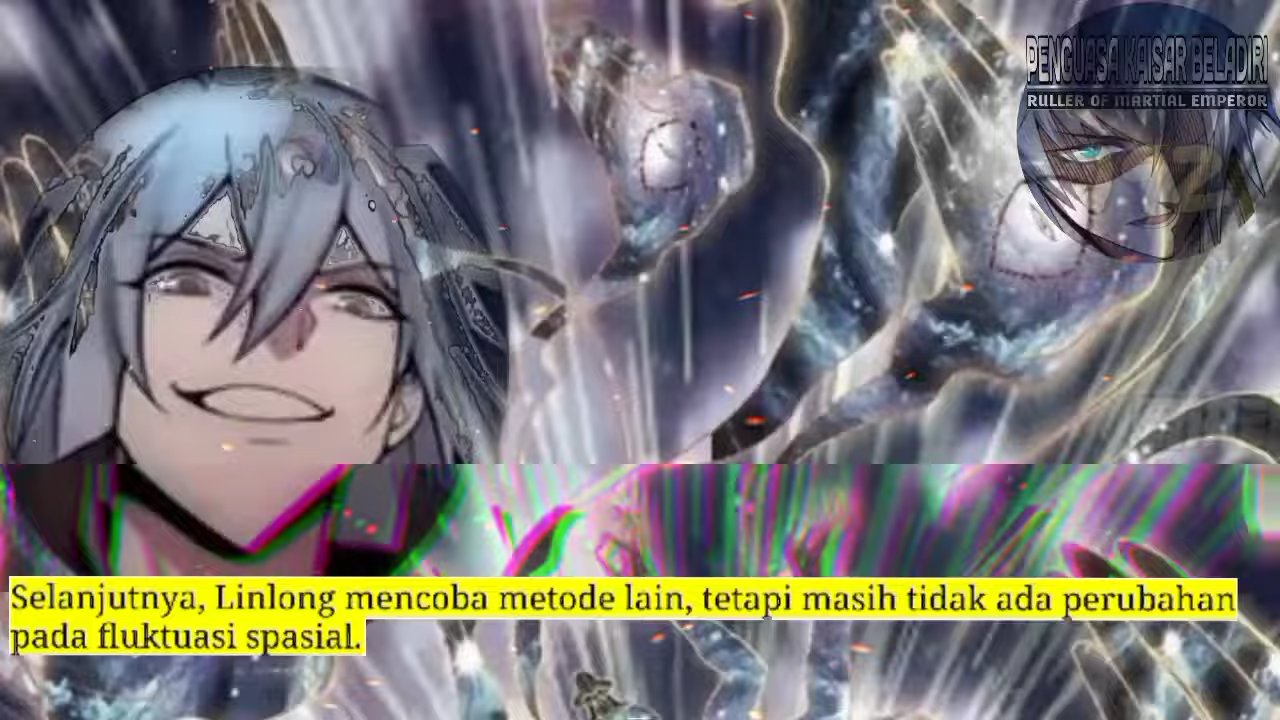 PENGUASA KAISAR BELADIRI
RULLER OF MARTIAL EMPEROR
Selanjutnya, Linlong mencoba metode lain, tetapi masih tidak ada perubahan
pada fluktuasi spasial.